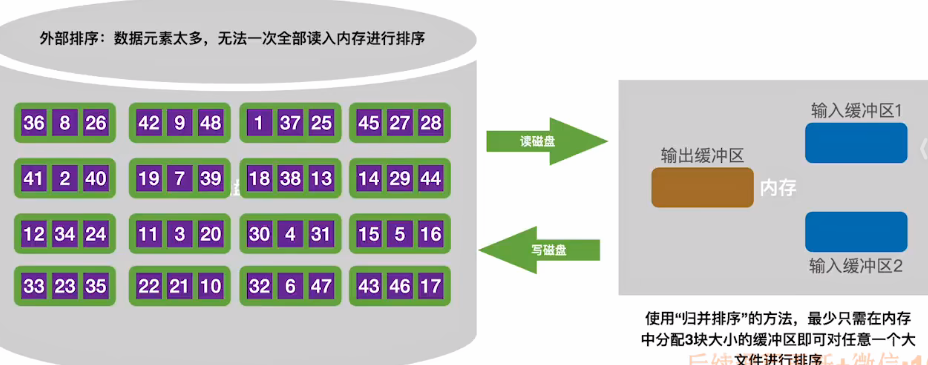 外部排序：数据元素太多，无法一次全部读入内存进行排序
36 8 26 42 9 48 1 37 25 45 27 28
41 2 40 19 7 39 18 38 13 14 29 44
12 34 24 11 3 20 30 4 31 15 5 16
33 23 35 22 21 10 32 6 47 43 46 17
读磁盘
写磁盘
输入缓冲区1
输出缓冲区
内存
输入缓冲区2
使用“归并排序”的方法，最少只需在内存
中分配3块大小的缓冲区即可对任意一个大
文件进行排序